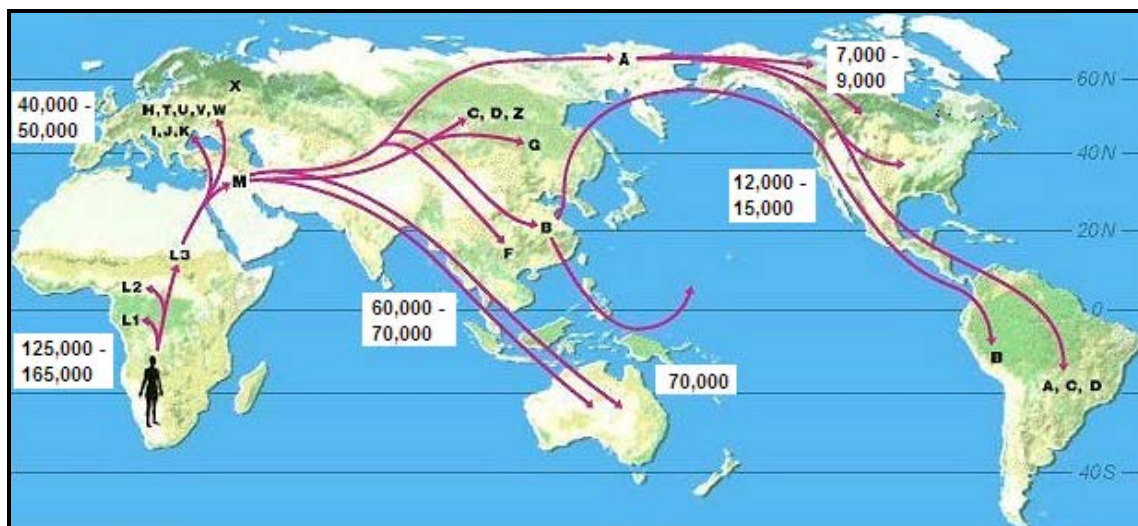 A
7,000 -
9,000
60N
X
40,000 -
50,000
H, T, U, V, W
I, J, K
C, D, Z
G
40N
M
12,000 -
15,000
B
20N
L3
F
L2
60,000 -
70,000
0
L1
125,000 -
165,000
B
70,000
A, C, D
40S